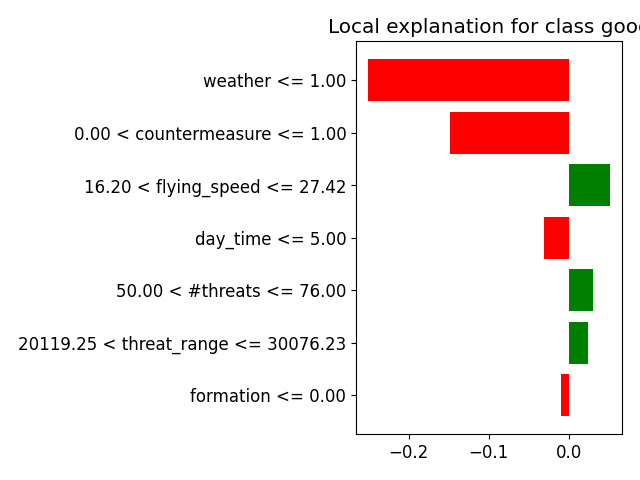 Local explanation for class good
weather <= 1.00
0.00 < countermeasure <= 1.00
16.20 < flying_speed <= 27.42
day_time <= 5.00
50.00 < #threats <= 76.00
20119.25 < threat_range <= 30076.23
formation <= 0.00
−0.2 −0.1 0.0